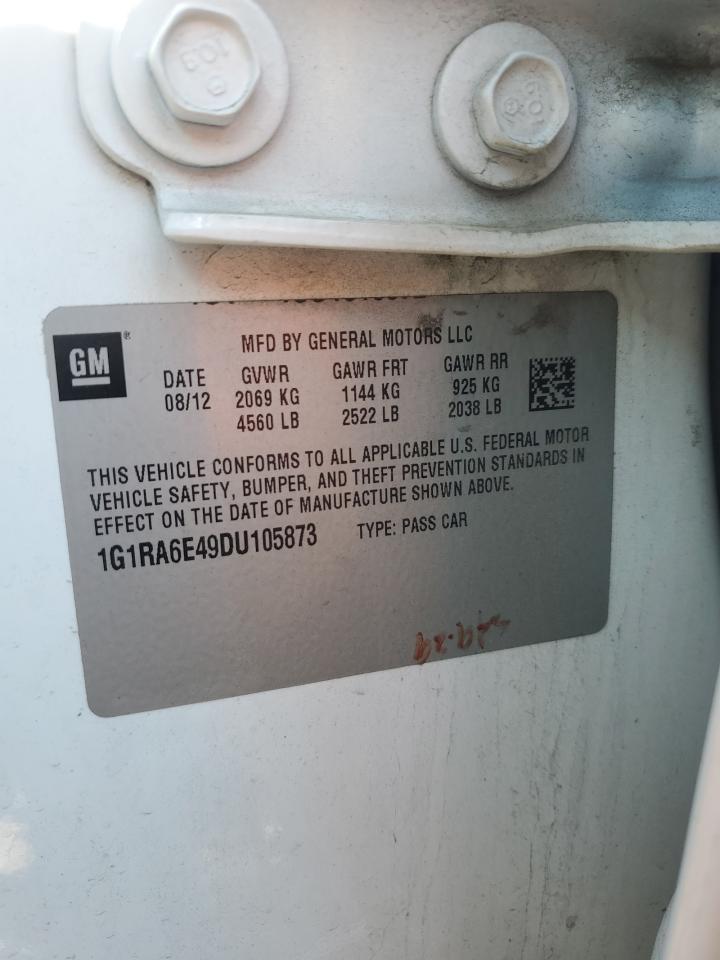 GM®
MFD BY GENERAL MOTORS LLC
DATE GVWR GAWR FRT GAWR RR
08/12 2069 KG 1144 KG 925 KG
4560 LB 2522 LB 2038 LB
THIS VEHICLE CONFORMS TO ALL APPLICABLE U.S. FEDERAL MOTOR
VEHICLE SAFETY, BUMPER, AND THEFT PREVENTION STANDARDS IN
EFFECT ON THE DATE OF MANUFACTURE SHOWN ABOVE.
1G1RA6E49DU105873 TYPE: PASS CAR